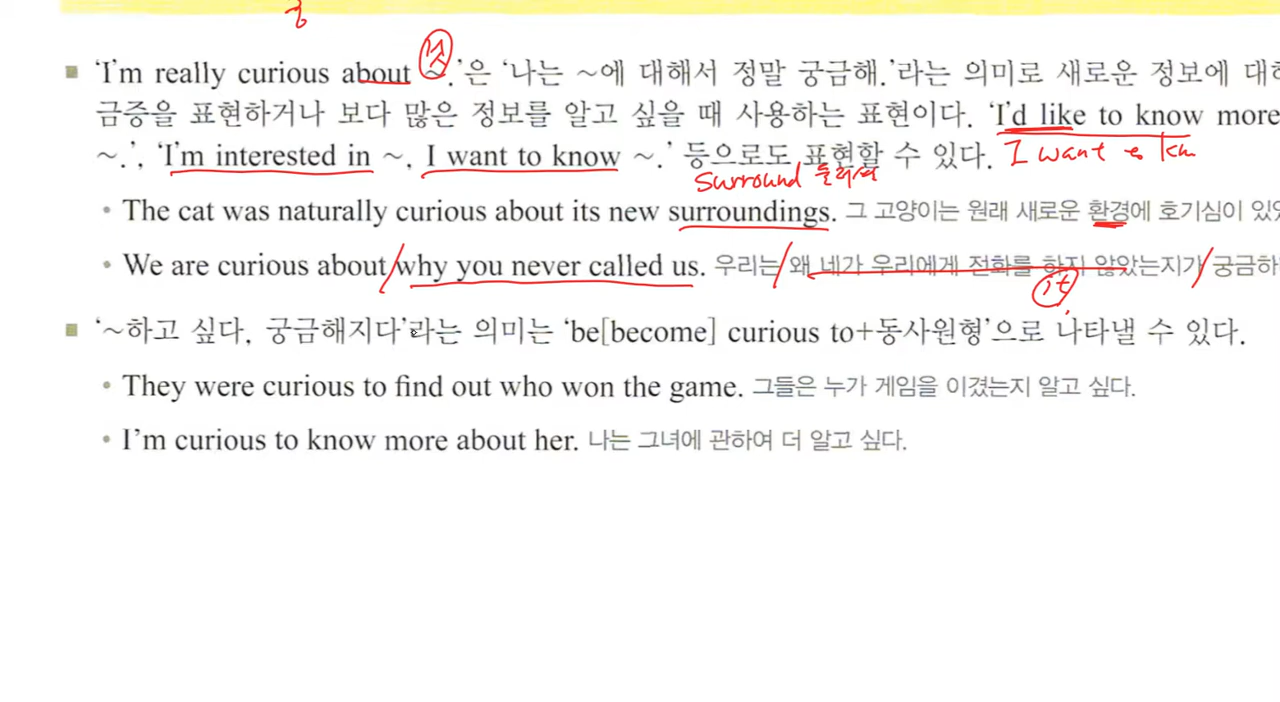 'I'm really curious about ~.'은 '나는 ~에 대해서 정말 궁금해.'라는 의미로 새로운 정보에 대해
금증을 표현하거나 보다 많은 정보를 알고 싶을 때 사용하는 표현이다. 'I'd like to know more
~.', 'I'm interested in ~, I want to know ~.' 등으로도 표현할 수 있다. I want to kn
Surround
• The cat was naturally curious about its new surroundings. 그 고양이는 원래 새로운 환경에 호기심이 있었
• We are curious about why you never called us. 우리는 왜 네가 우리에게 전화를 하지 않았는지가 궁금하
it
'~하고 싶다, 궁금해지다'라는 의미는 'be[become] curious to+동사원형'으로 나타낼 수 있다.
• They were curious to find out who won the game. 그들은 누가 게임을 이겼는지 알고 싶다.
• I'm curious to know more about her. 나는 그녀에 관하여 더 알고 싶다.